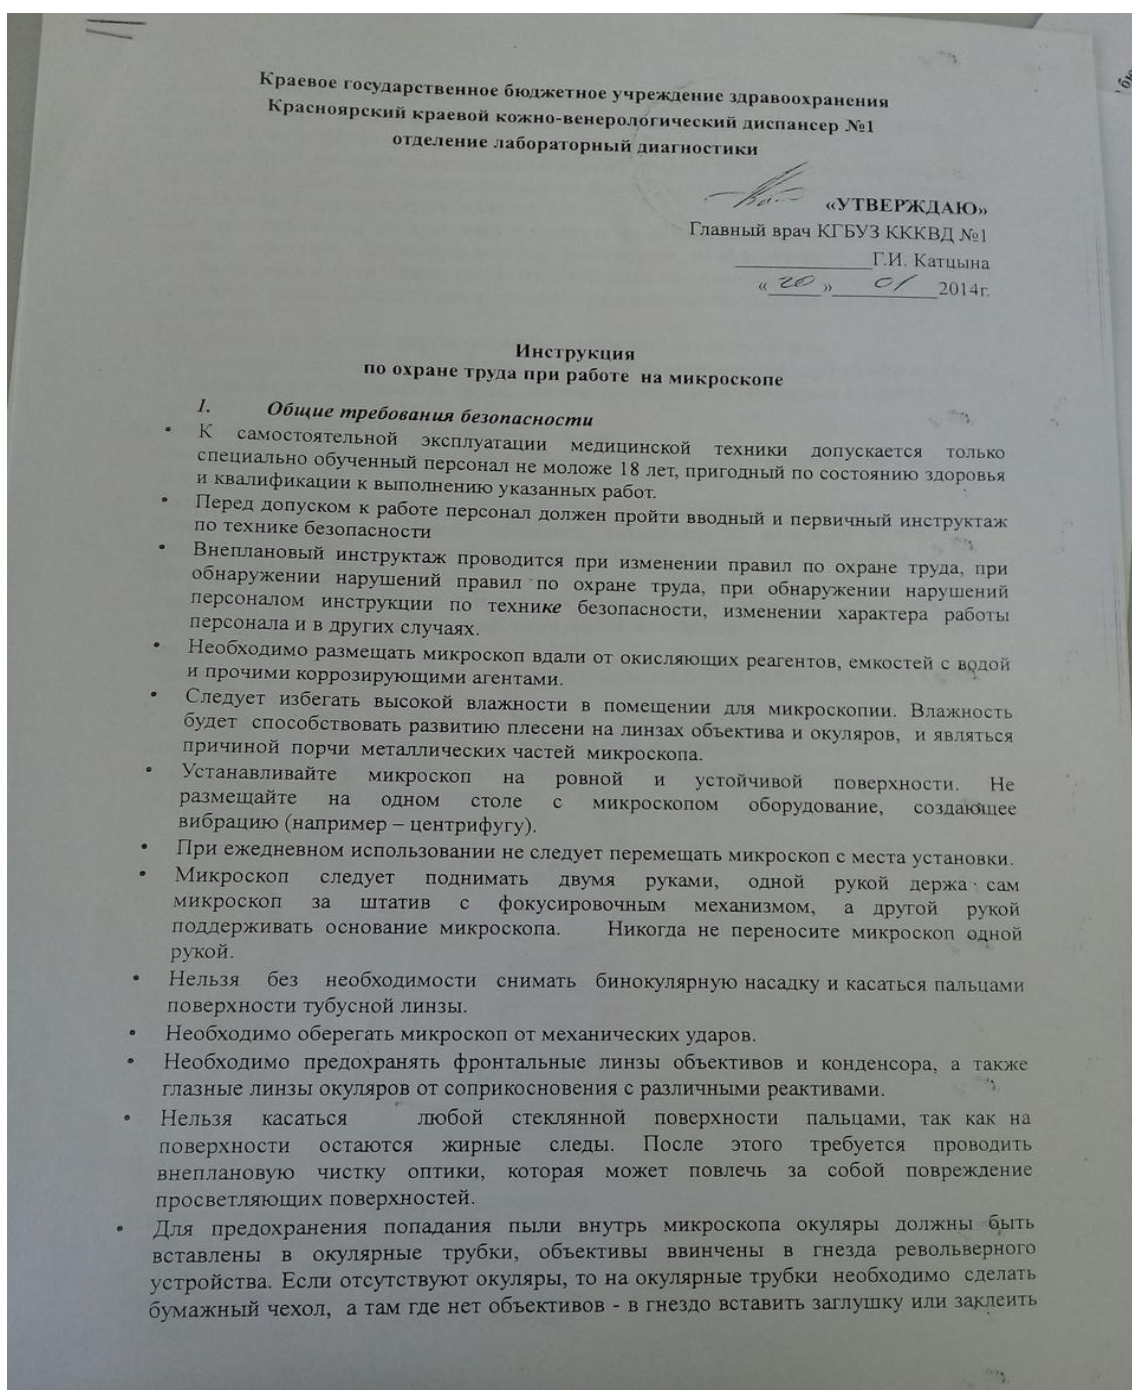 Краевое государственное бюджетное учреждение здравоохранения
Красноярский краевой кожно-венерологический диспансер №1
отделение лабораторный диагностики
«УТВЕРЖДАЮ»
Главный врач КГБУЗ КККВД №1
______________Г.И. Катцына
«20»  01  2014г.
Инструкция
по охране труда при работе на микроскопе
1. Общие требования безопасности
• К самостоятельной эксплуатации медицинской техники допускается только
специально обученный персонал не моложе 18 лет, пригодный по состоянию здоровья
и квалификации к выполнению указанных работ.
• Перед допуском к работе персонал должен пройти вводный и первичный инструктаж
по технике безопасности
• Внеплановый инструктаж проводится при изменении правил по охране труда, при
обнаружении нарушений правил по охране труда, при обнаружении нарушений
персоналом инструкции по технике безопасности, изменении характера работы
персонала и в других случаях.
• Необходимо размещать микроскоп вдали от окисляющих реагентов, емкостей с водой
и прочими коррозирующими агентами.
• Следует избегать высокой влажности в помещении для микроскопии. Влажность
будет способствовать развитию плесени на линзах объектива и окуляров, и являться
причиной порчи металлических частей микроскопа.
• Устанавливайте микроскоп на ровной и устойчивой поверхности. Не
размещайте на одном столе с микроскопом оборудование, создающее
вибрацию (например – центрифугу).
• При ежедневном использовании не следует перемещать микроскоп с места установки.
• Микроскоп следует поднимать двумя руками, одной рукой держа сам
микроскоп за штатив с фокусировочным механизмом, а другой рукой
поддерживать основание микроскопа. Никогда не переносите микроскоп одной
рукой.
• Нельзя без необходимости снимать бинокулярную насадку и касаться пальцами
поверхности тубусной линзы.
• Необходимо оберегать микроскоп от механических ударов.
• Необходимо предохранять фронтальные линзы объективов и конденсора, а также
глазные линзы окуляров от соприкосновения с различными реактивами.
• Нельзя касаться любой стеклянной поверхности пальцами, так как на
поверхности остаются жирные следы. После этого требуется проводить
внеплановую чистку оптики, которая может повлечь за собой повреждение
просветляющих поверхностей.
• Для предохранения попадания пыли внутрь микроскопа окуляры должны быть
вставлены в окулярные трубки, объективы ввинчены в гнезда револьверного
устройства. Если отсутствуют окуляры, то на окулярные трубки необходимо сделать
бумажный чехол, а там где нет объективов - в гнездо вставить заглушку или заклеить